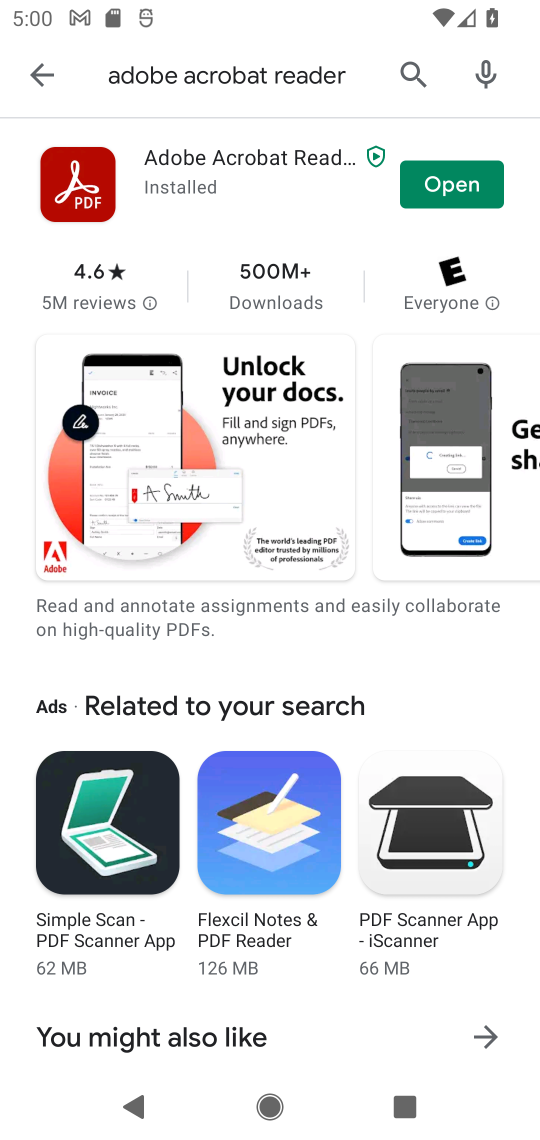 5:00
adobe acrobat reader
Adobe Acrobat Read...
Installed
Open
PDF
4.6★
5M reviews
500M+
Downloads
E
Everyone
INVOICE
A Smith
Unlock
your docs.
Fill and sign PDFs,
anywhere.
The world's leading PDF
editor trusted by millions
of professionals
Adobe
Creating link...
Create link
Ge
sha
Read and annotate assignments and easily collaborate
on high-quality PDFs.
Ads · Related to your search
Simple Scan -
PDF Scanner App
62 MB
Flexcil Notes &
PDF Reader
126 MB
PDF Scanner App
- iScanner
66 MB
You might also like